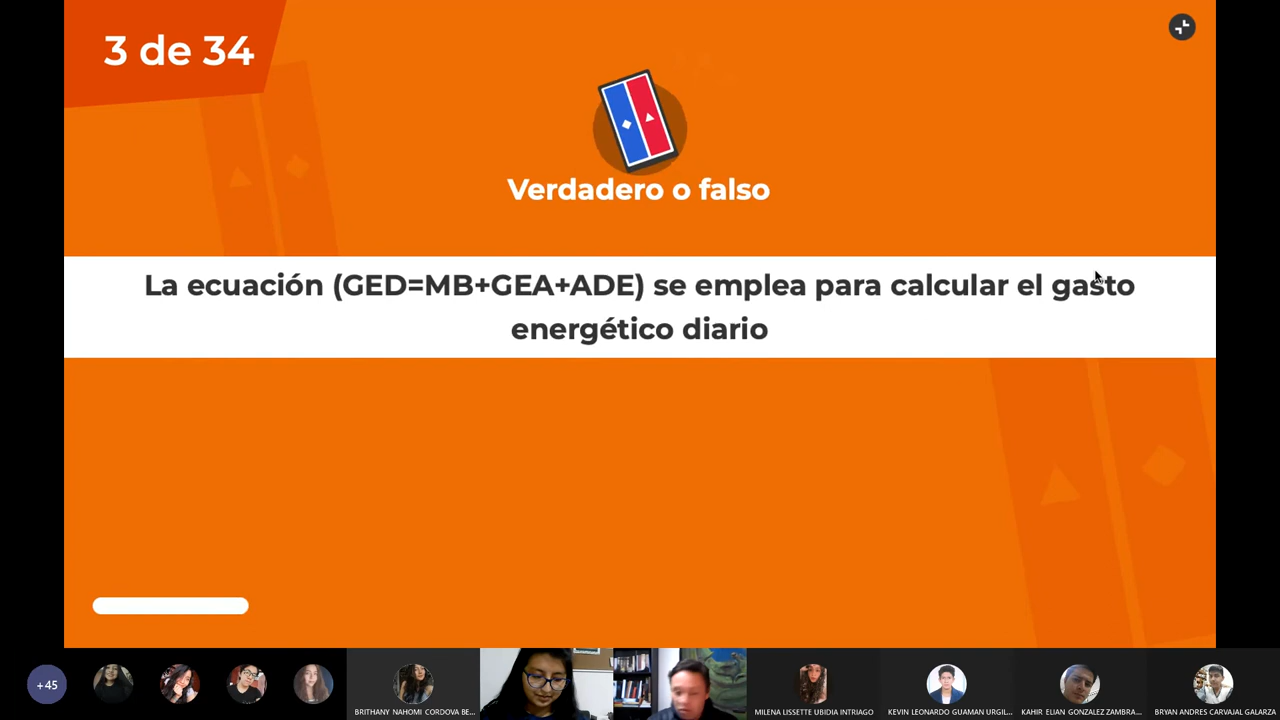 3 de 34
Verdadero o falso
La ecuación (GED=MB+GEA+ADE) se emplea para calcular el gasto
energético diario
+45
BRITHANY NAHOMI CORDOVA BE...
MILENA LISSETTE UBIDIA INTRIAGO
KEVIN LEONARDO GUAMAN URGIL...
KAHIR ELIAN GONZALEZ ZAMBRA...
BRYAN ANDRES CARVAJAL GALARZA